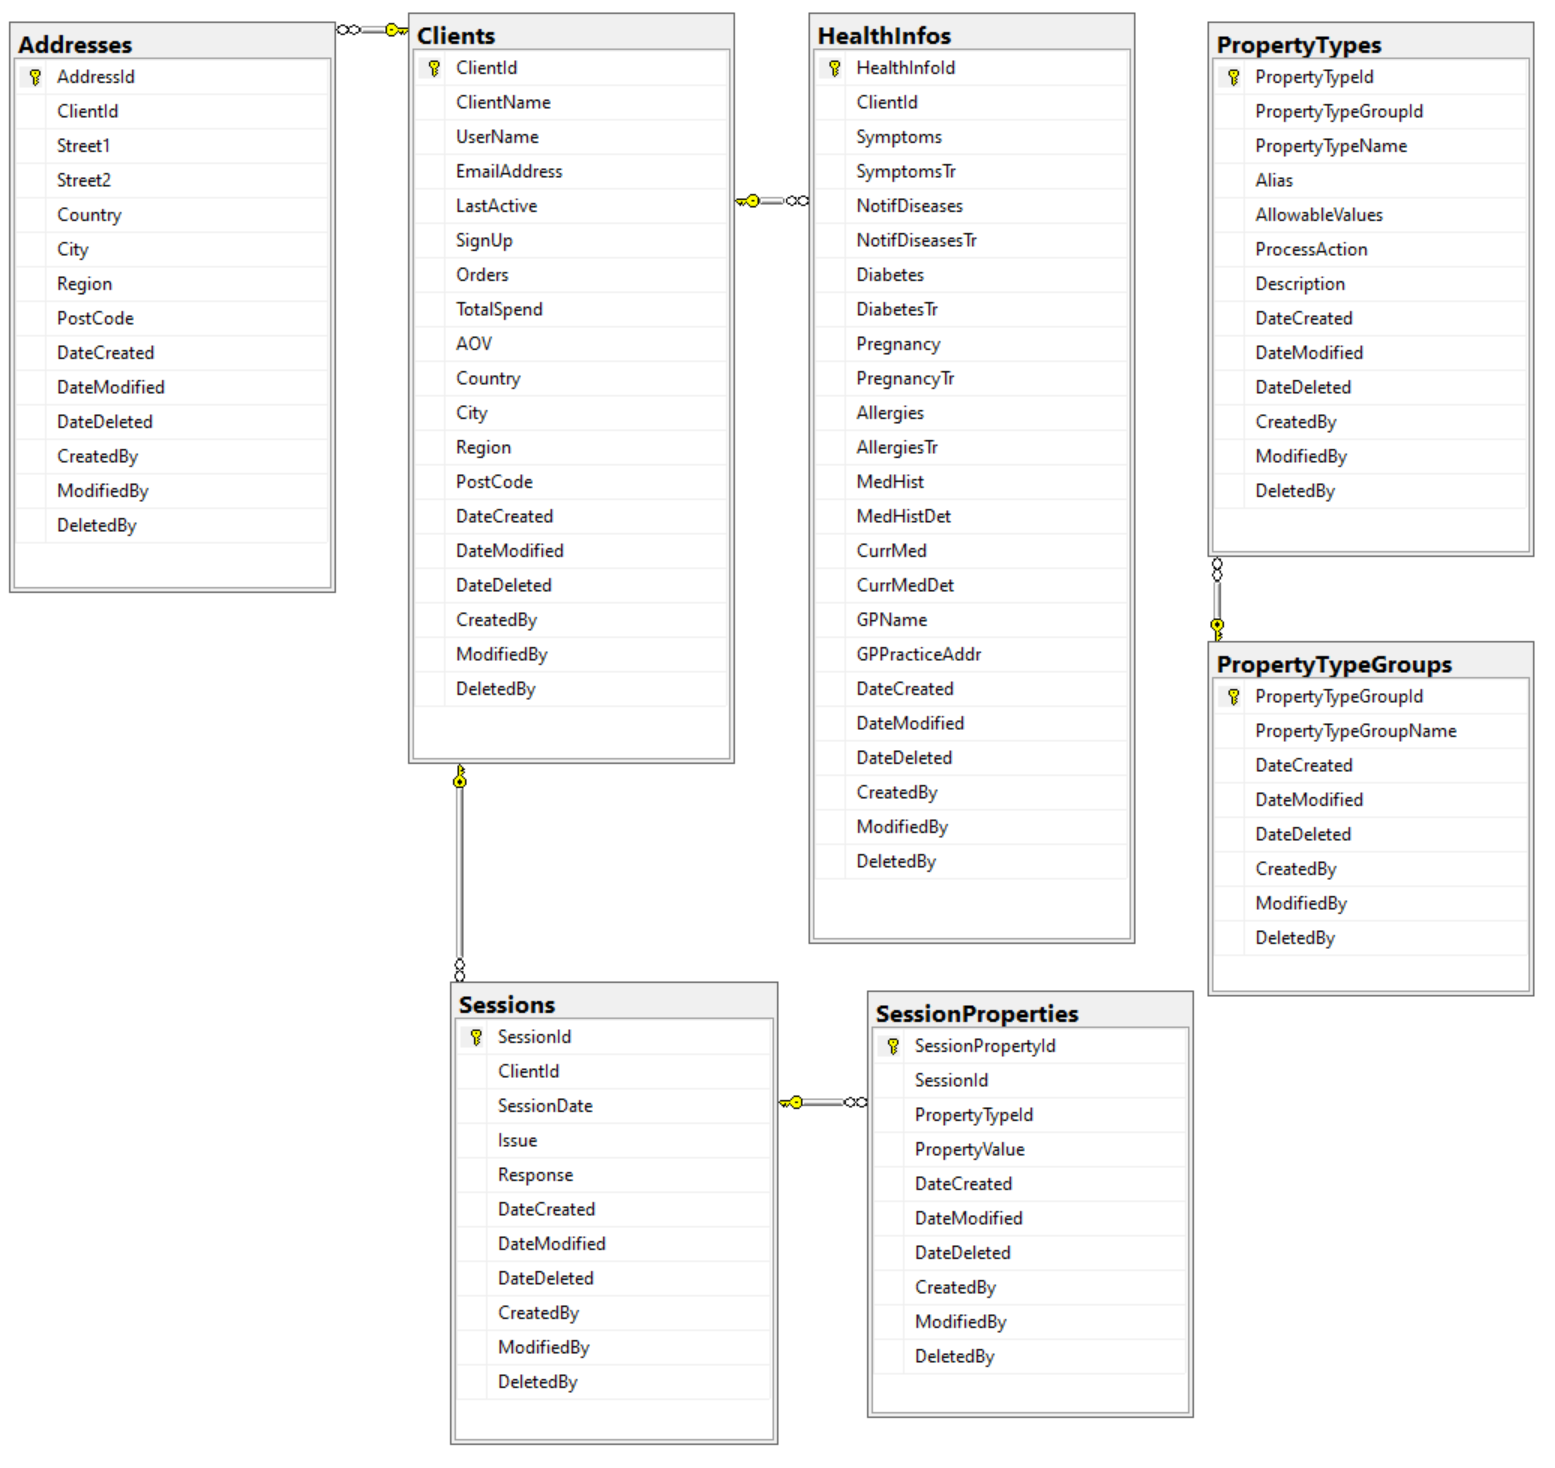 Addresses
AddressId
ClientId
Street1
Street2
Country
City
Region
PostCode
DateCreated
DateModified
DateDeleted
CreatedBy
ModifiedBy
DeletedBy
Clients
ClientId
ClientName
UserName
EmailAddress
LastActive
SignUp
Orders
TotalSpend
AOV
Country
City
Region
PostCode
DateCreated
DateModified
DateDeleted
CreatedBy
ModifiedBy
DeletedBy
HealthInfos
HealthInfoId
ClientId
Symptoms
SymptomsTr
NotifDiseases
NotifDiseasesTr
Diabetes
DiabetesTr
Pregnancy
PregnancyTr
Allergies
AllergiesTr
MedHist
MedHistDet
CurrMed
CurrMedDet
GPName
GPPracticeAddr
DateCreated
DateModified
DateDeleted
CreatedBy
ModifiedBy
DeletedBy
PropertyTypes
PropertyTypeId
PropertyTypeGroupId
PropertyTypeName
Alias
AllowableValues
ProcessAction
Description
DateCreated
DateModified
DateDeleted
CreatedBy
ModifiedBy
DeletedBy
PropertyTypeGroups
PropertyTypeGroupId
PropertyTypeGroupName
DateCreated
DateModified
DateDeleted
CreatedBy
ModifiedBy
DeletedBy
Sessions
SessionId
ClientId
SessionDate
Issue
Response
DateCreated
DateModified
DateDeleted
CreatedBy
ModifiedBy
DeletedBy
SessionProperties
SessionPropertyId
SessionId
PropertyTypeId
PropertyValue
DateCreated
DateModified
DateDeleted
CreatedBy
ModifiedBy
DeletedBy